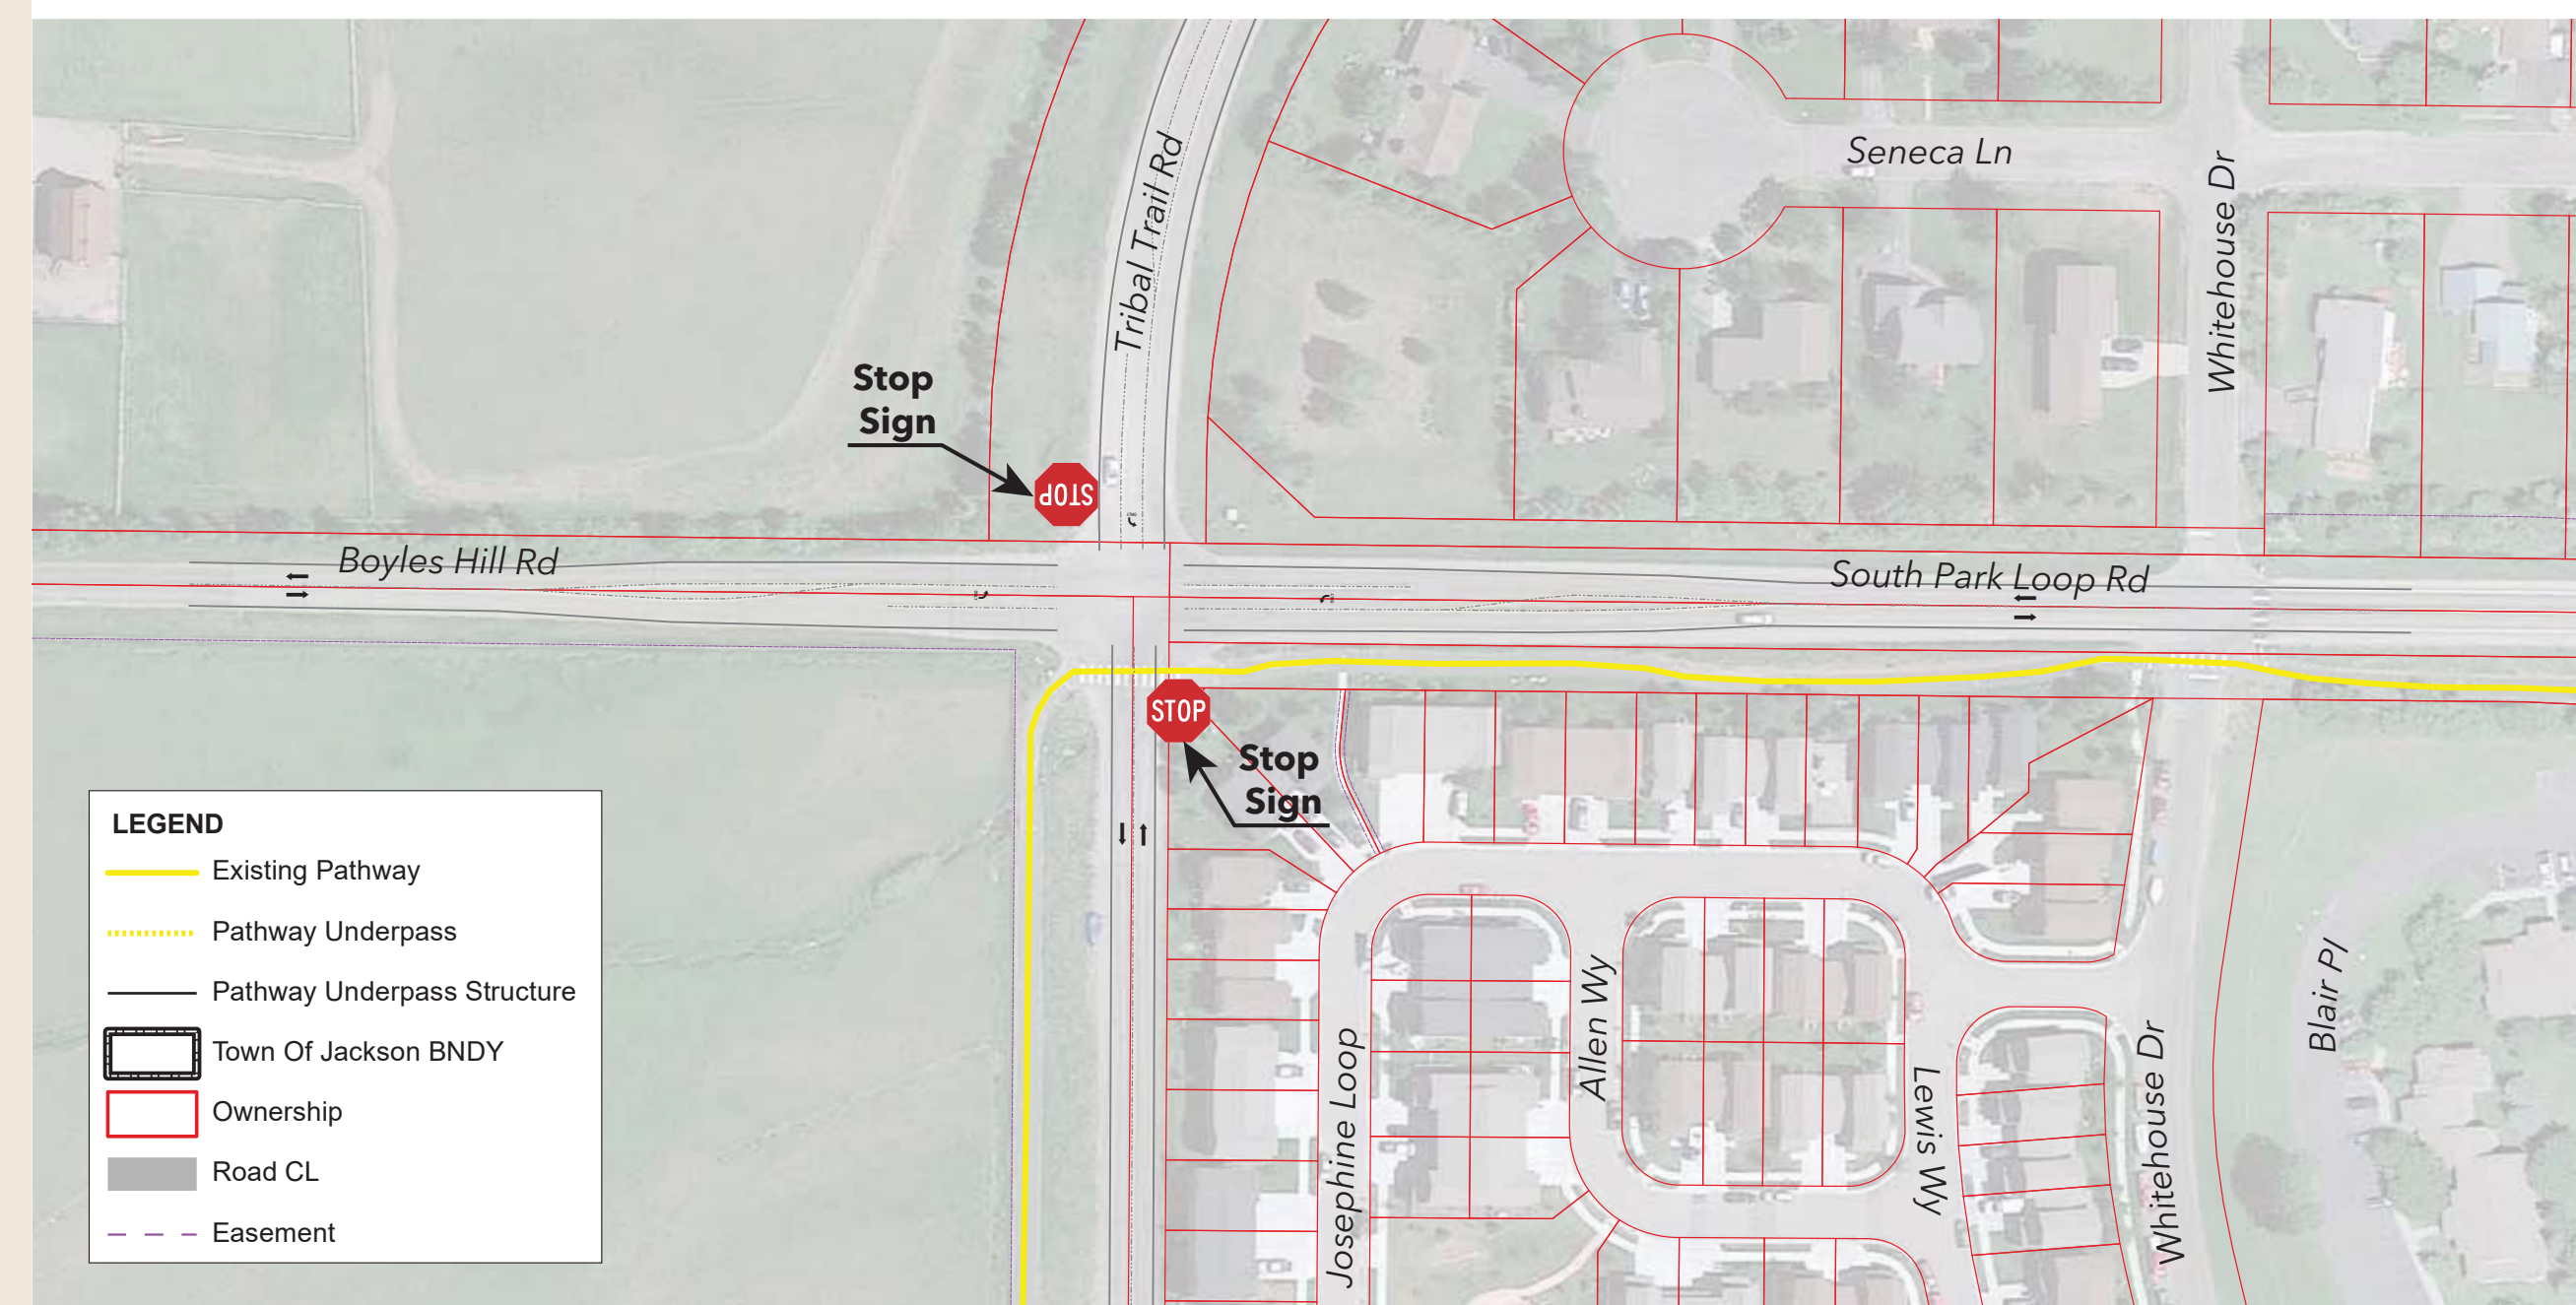 Seneca Ln
Whitehouse Dr
Tribal Trail Rd
Stop
Sign
STOP
Boyles Hill Rd
South Park Loop Rd
STOP
Stop
Sign
LEGEND
Existing Pathway
Pathway Underpass
Pathway Underpass Structure
Town Of Jackson BNDY
Ownership
Road CL
Easement
Josephine Loop
Allen Wy
Lewis Wy
Whitehouse Dr
Blair Pl